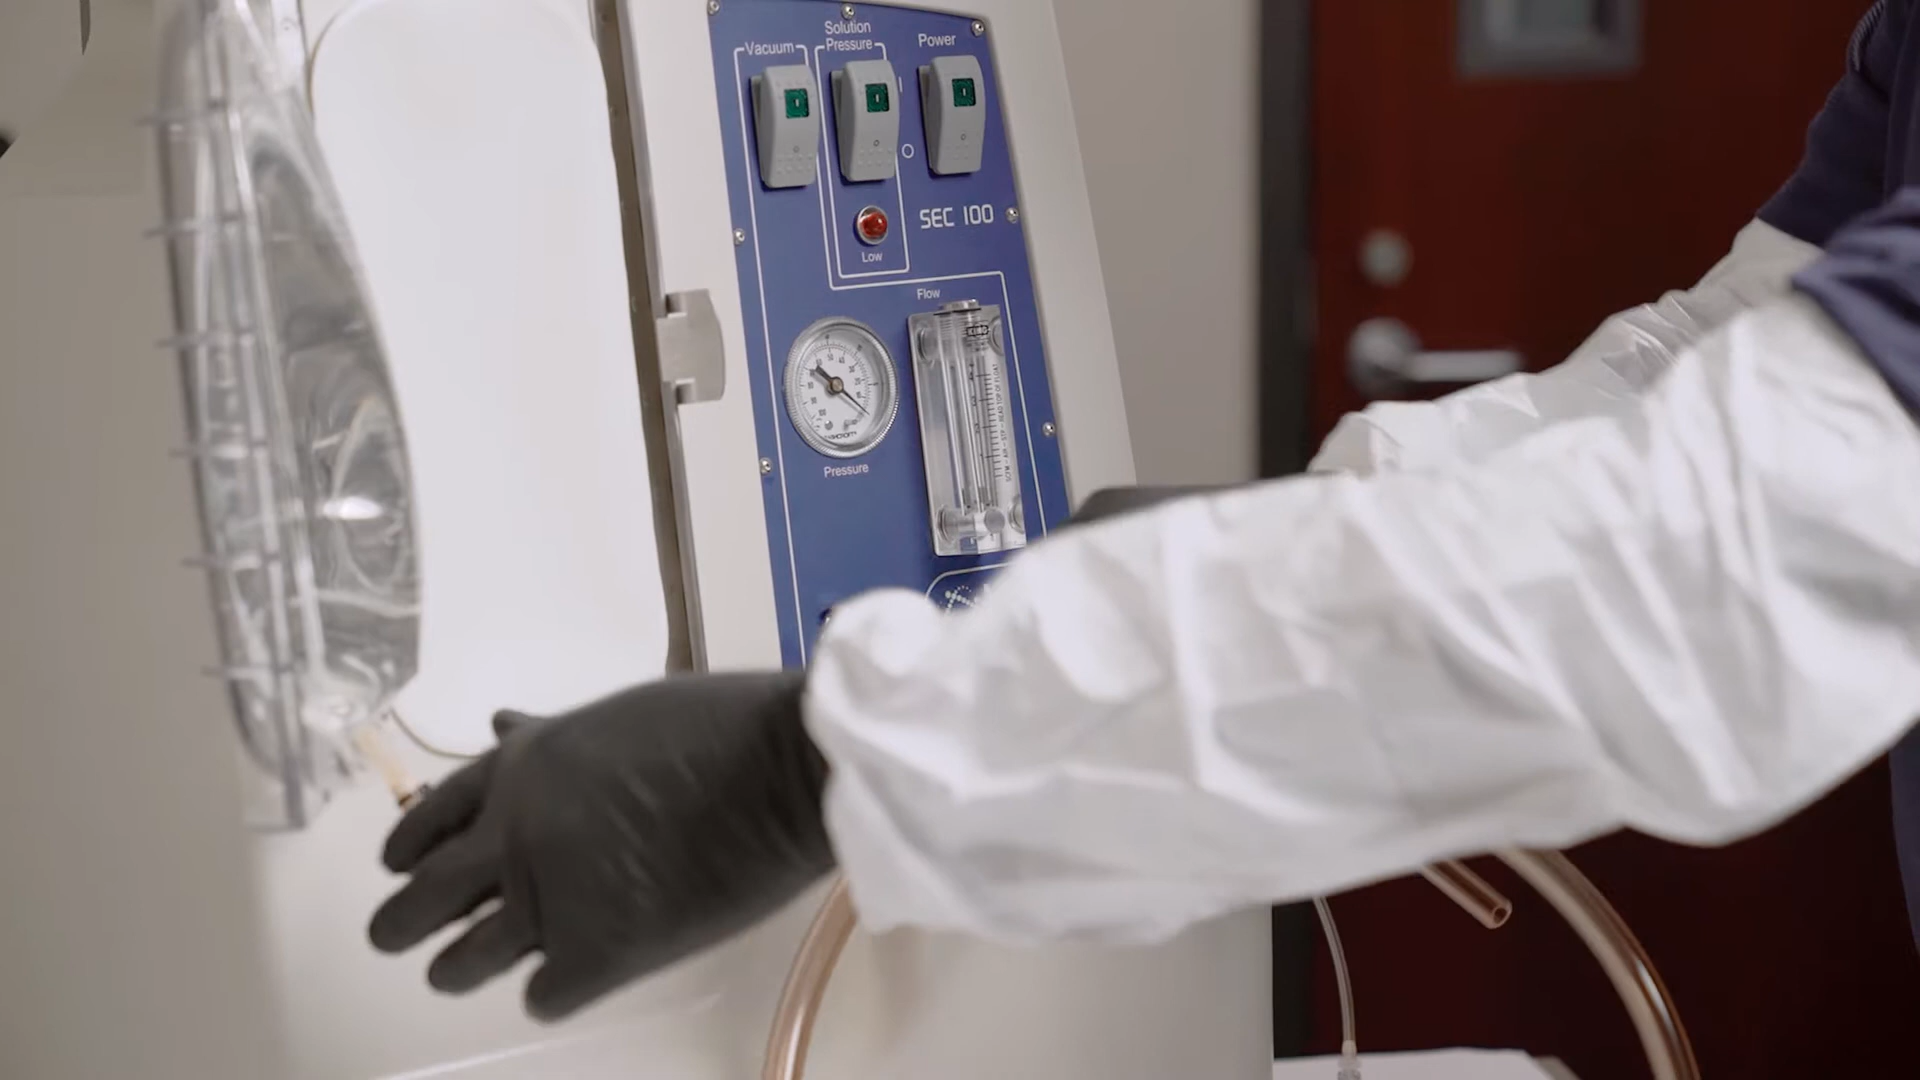 Vacuum
Solution
Pressure
Power
SEC 100
Low
Flow
Pressure